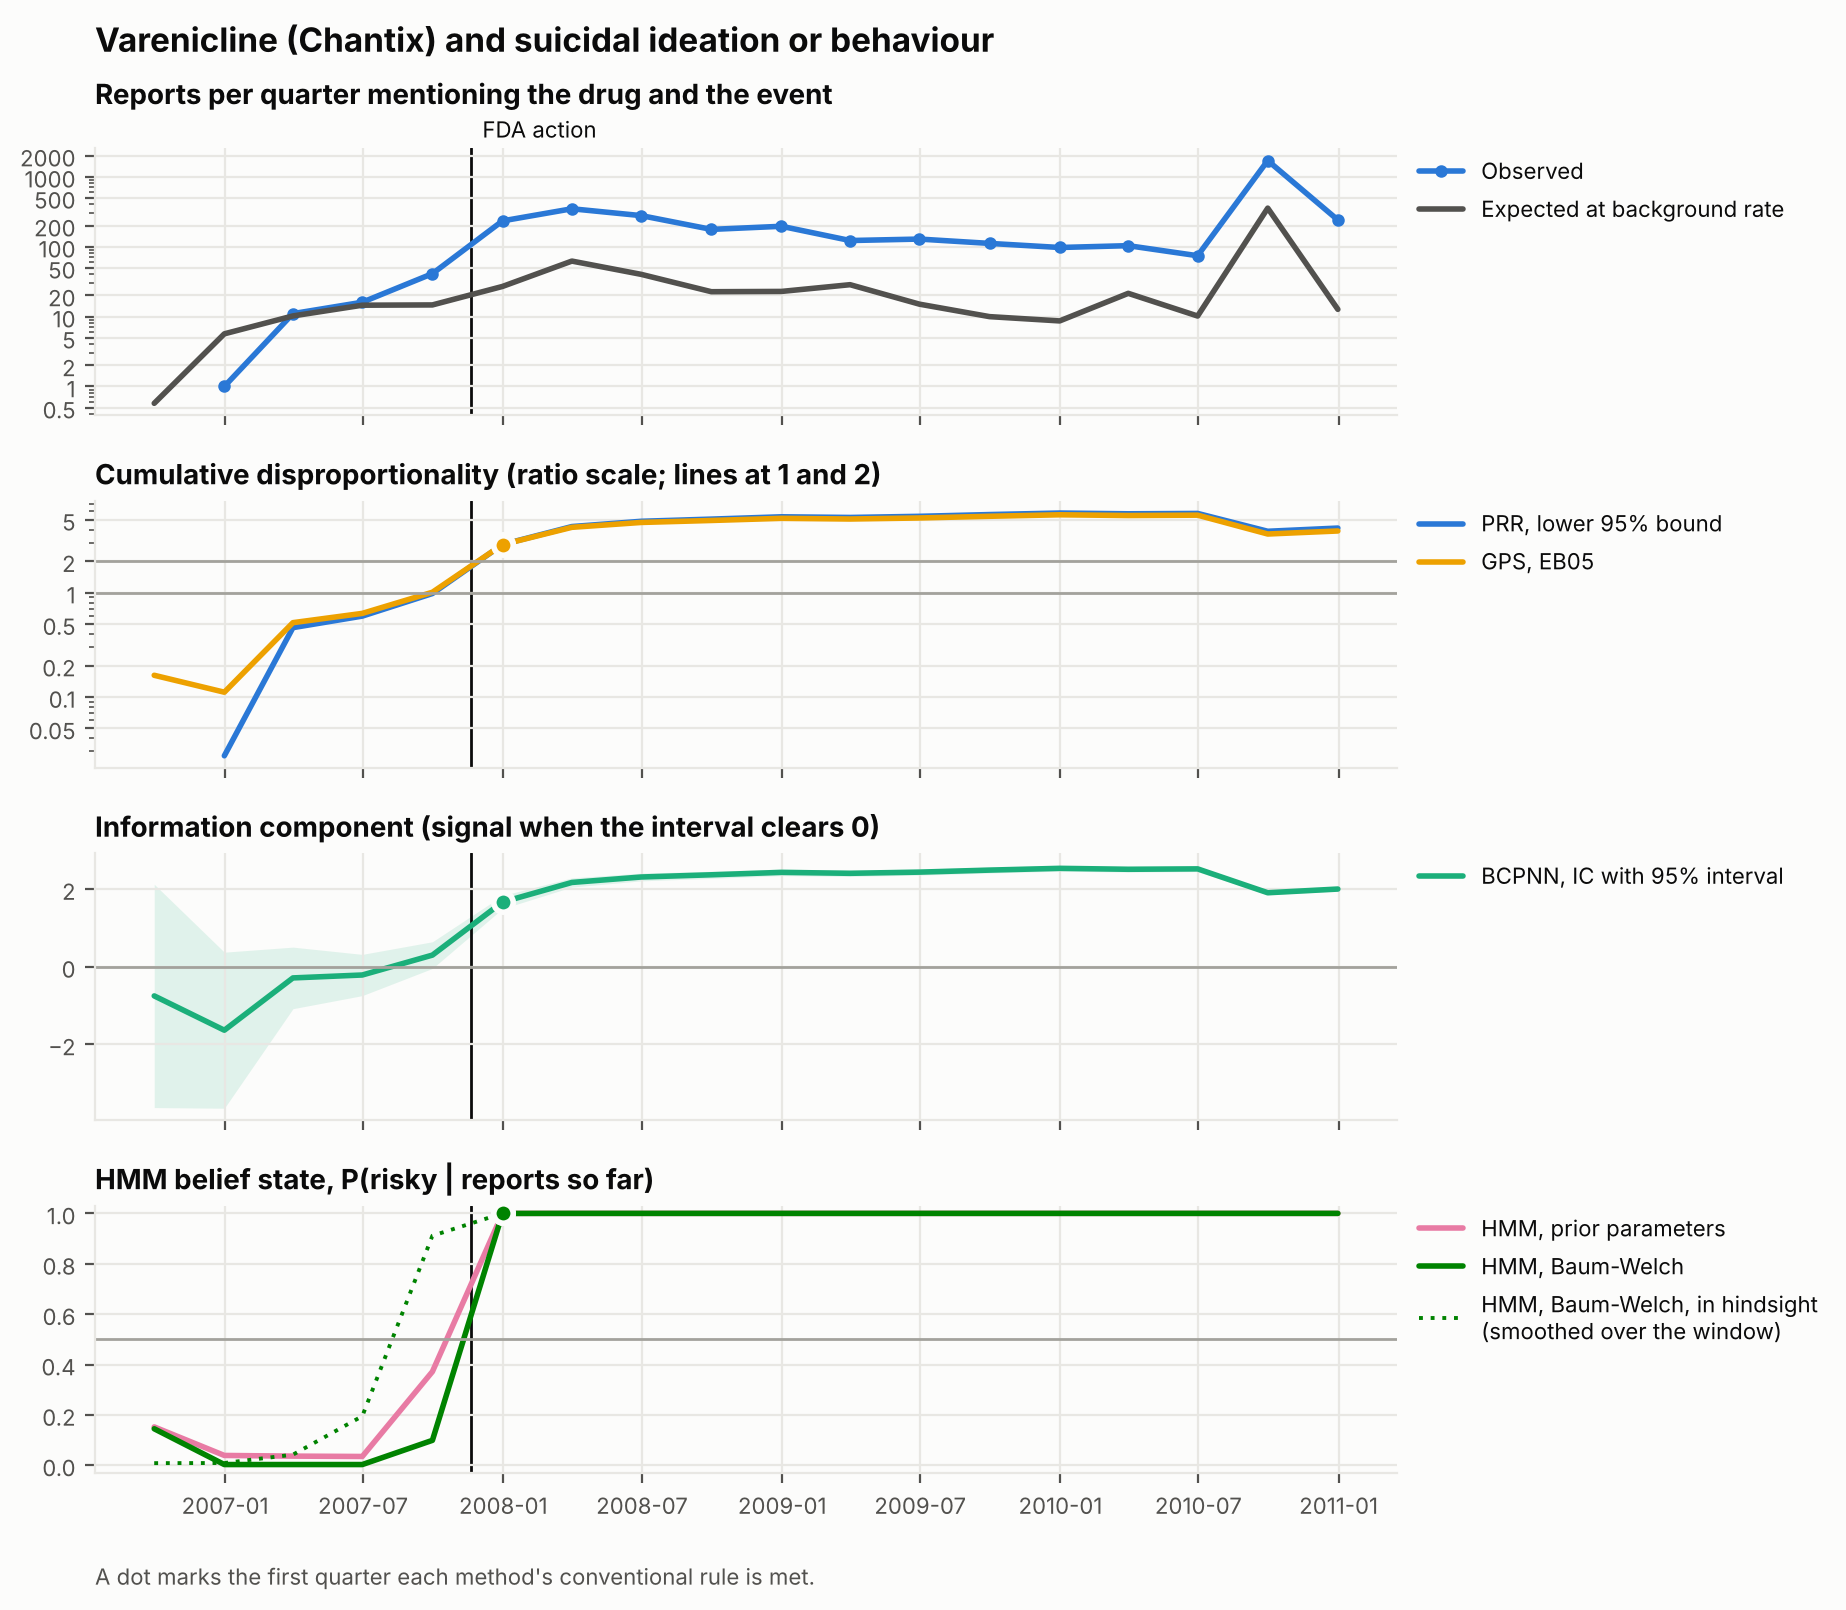 Varenicline (Chantix) and suicidal ideation or behaviour
Reports per quarter mentioning the drug and the event
FDA action
2000
1000
500
200
100
50
20
10
5
2
1
0.5
Observed
Expected at background rate
Cumulative disproportionality (ratio scale; lines at 1 and 2)
5
2
1
0.5
0.2
0.1
0.05
PRR, lower 95% bound
GPS, EB05
Information component (signal when the interval clears 0)
2
0
−2
BCPNN, IC with 95% interval
HMM belief state, P(risky | reports so far)
1.0
0.8
0.6
0.4
0.2
0.0
HMM, prior parameters
HMM, Baum-Welch
HMM, Baum-Welch, in hindsight
(smoothed over the window)
2007-01 2007-07 2008-01 2008-07 2009-01 2009-07 2010-01 2010-07 2011-01
A dot marks the first quarter each method's conventional rule is met.